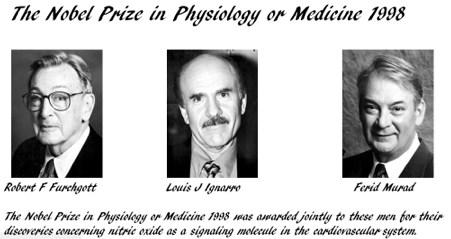 The Nobel Prize in Physiology or Medicine 1998
Robert F Furchgott
Louis J Ignarro
Ferid Murad
The Nobel Prize in Physiology or Medicine 1998 was awarded jointly to these men for their
discoveries concerning nitric oxide as a signaling molecule in the cardiovascular system.